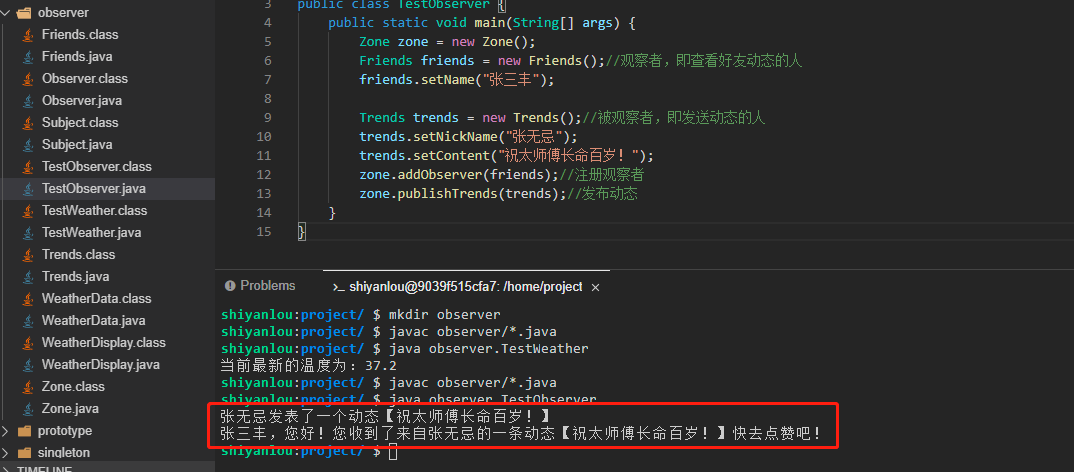 observer
Friends.class
Friends.java
Observer.class
Observer.java
Subject.class
Subject.java
TestObserver.class
TestObserver.java
TestWeather.class
TestWeather.java
Trends.class
Trends.java
WeatherData.class
WeatherData.java
WeatherDisplay.class
WeatherDisplay.java
Zone.class
Zone.java
prototype
singleton
TIMELINE
3 public class TestObserver {
4 public static void main(String[] args) {
5 Zone zone = new Zone();
6 Friends friends = new Friends();//观察者，即查看好友动态的人
7 friends.setName("张三丰");
8
9 Trends trends = new Trends();//被观察者，即发送动态的人
10 trends.setNickName("张无忌");
11 trends.setContent("祝太师傅长命百岁！");
12 zone.addObserver(friends);//注册观察者
13 zone.publishTrends(trends);//发布动态
14 }
15 }
Problems
>_ shiyanlou@9039f515cfa7: /home/project ×
shiyanlou:project/ $ mkdir observer
shiyanlou:project/ $ javac observer/*.java
shiyanlou:project/ $ java observer.TestWeather
当前最新的温度为：37.2
shiyanlou:project/ $ javac observer/*.java
shiyanlou:project/ $ java observer.TestObserver
张无忌发表了一个动态【祝太师傅长命百岁！】
张三丰，您好！您收到了来自张无忌的一条动态【祝太师傅长命百岁！】快去点赞吧！
shiyanlou:project/ $